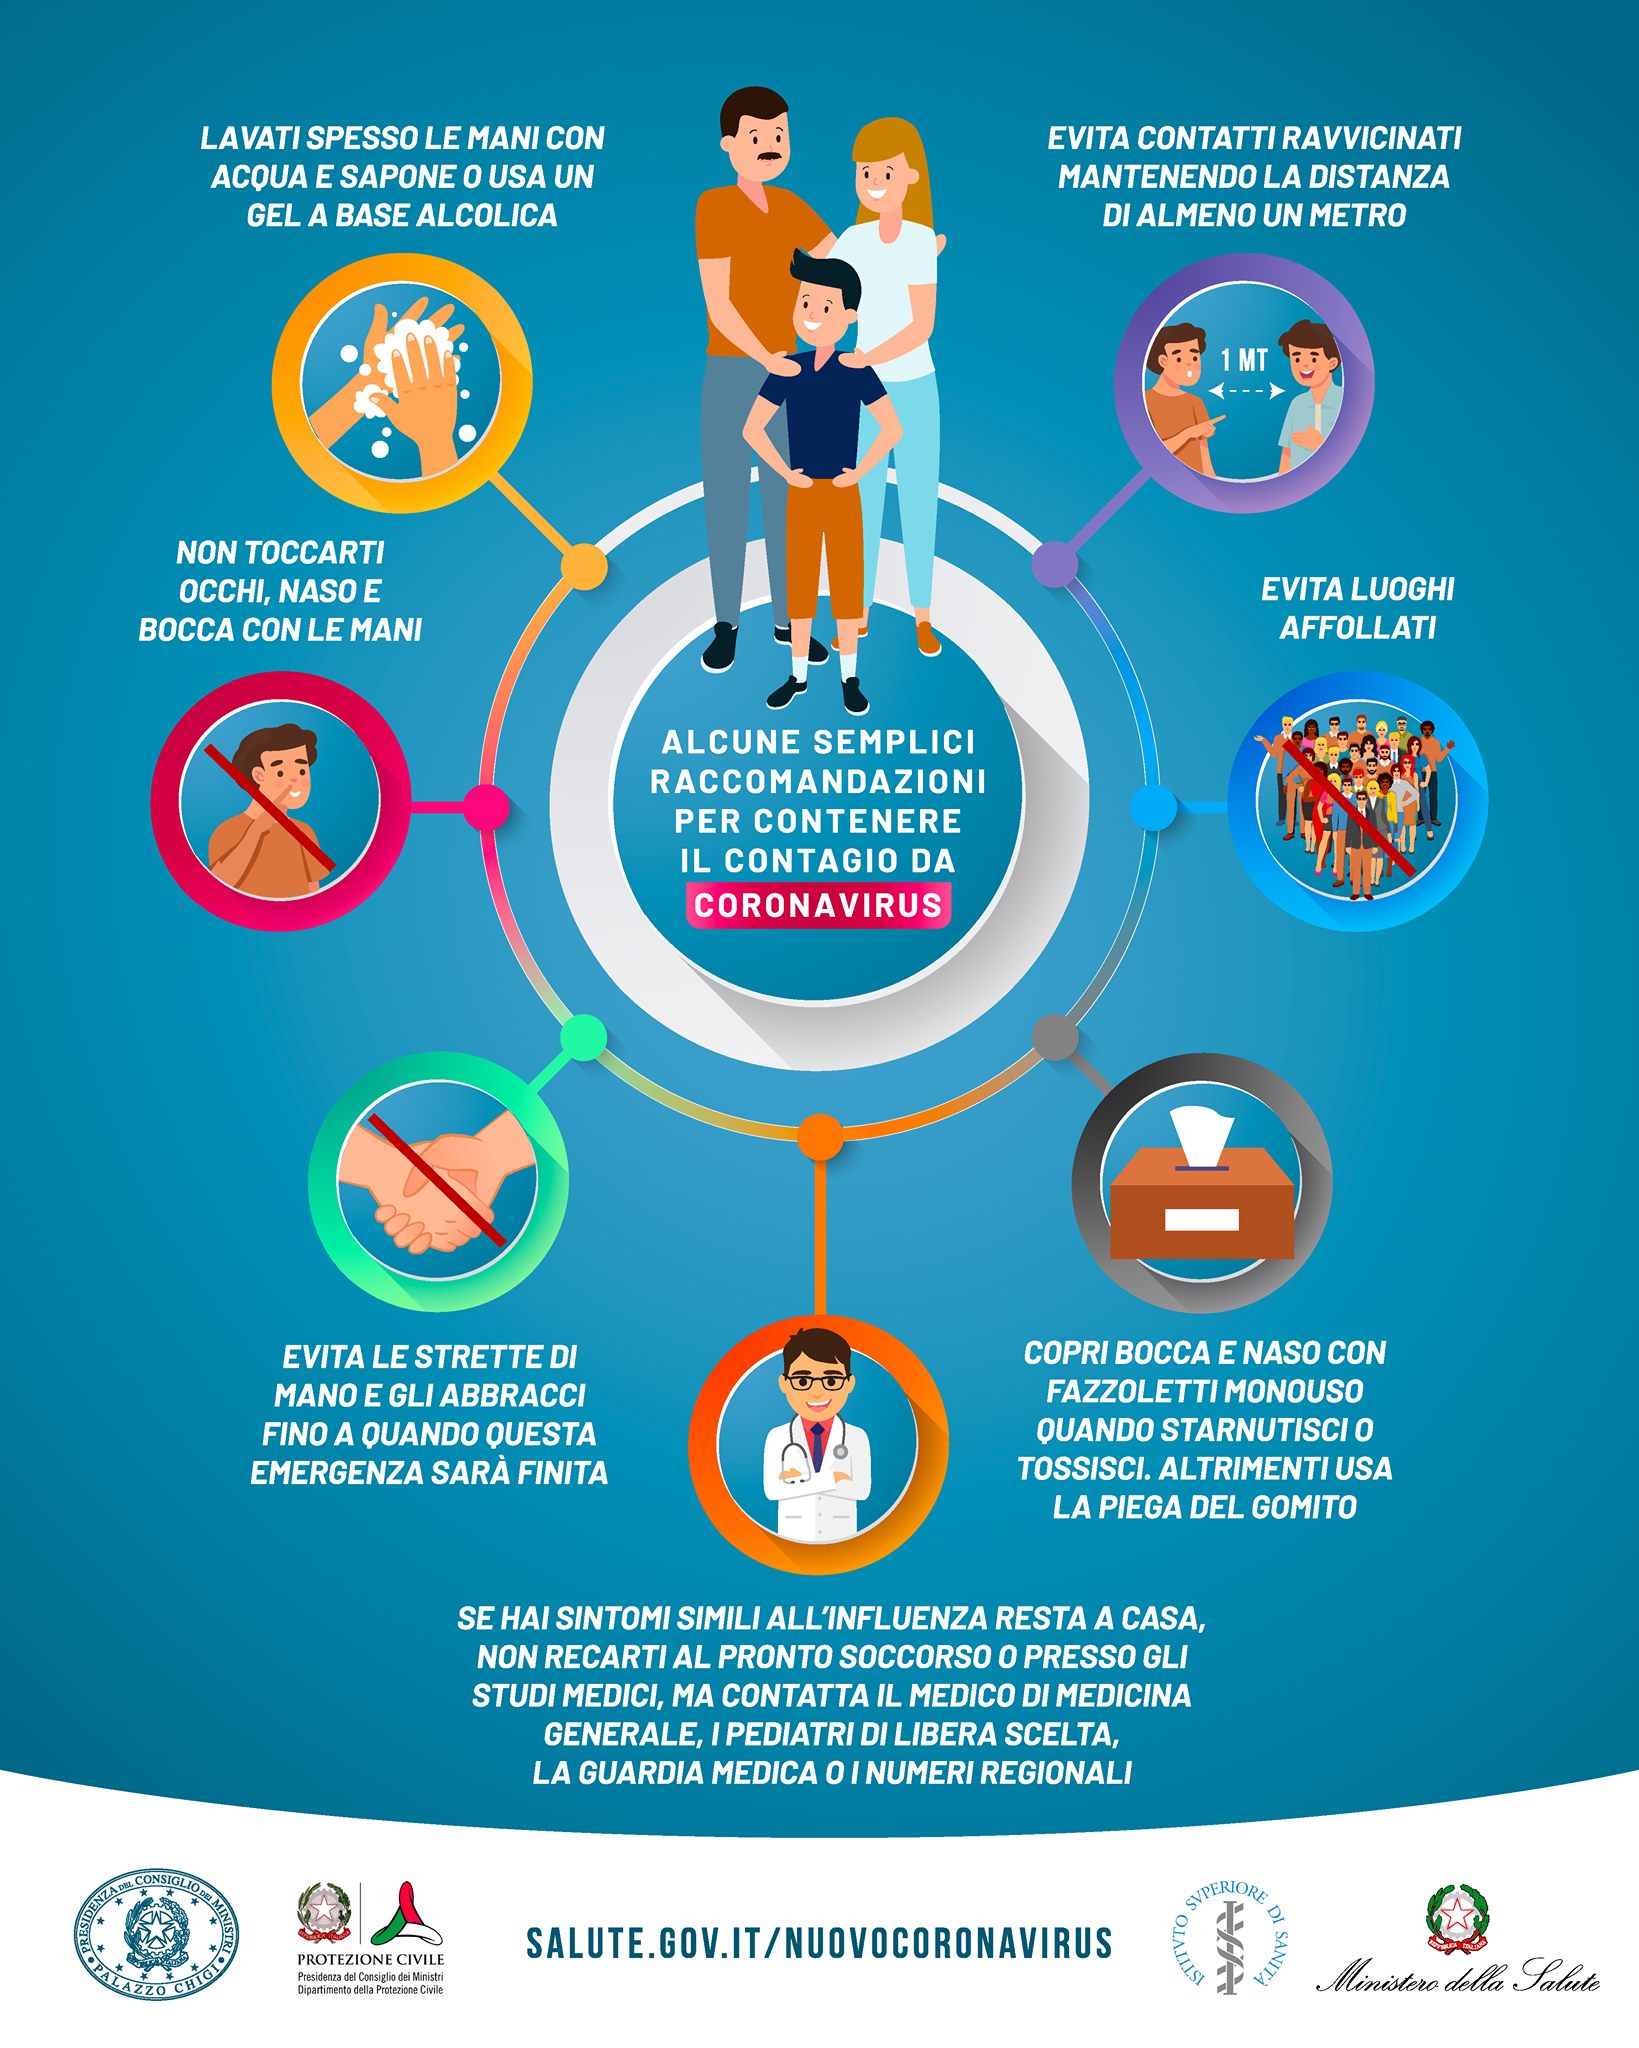 LAVATI SPESSO LE MANI CON
ACQUA E SAPONE O USA UN
GEL A BASE ALCOLICA
EVITA CONTATTI RAVVICINATI
MANTENENDO LA DISTANZA
DI ALMENO UN METRO
1 MT
NON TOCCARTI
OCCHI, NASO E
BOCCA CON LE MANI
EVITA LUOGHI
AFFOLLATI
ALCUNE SEMPLICI
RACCOMANDAZIONI
PER CONTENERE
IL CONTAGIO DA
CORONAVIRUS
EVITA LE STRETTE DI
MANO E GLI ABBRACCI
FINO A QUANDO QUESTA
EMERGENZA SARÀ FINITA
COPRI BOCCA E NASO CON
FAZZOLETTI MONOUSO
QUANDO STARNUTISCI O
TOSSISCI. ALTRIMENTI USA
LA PIEGA DEL GOMITO
SE HAI SINTOMI SIMILI ALL'INFLUENZA RESTA A CASA,
NON RECARTI AL PRONTO SOCCORSO O PRESSO GLI
STUDI MEDICI, MA CONTATTA IL MEDICO DI MEDICINA
GENERALE, I PEDIATRI DI LIBERA SCELTA,
LA GUARDIA MEDICA O I NUMERI REGIONALI
PRESIDENZA DEL CONSIGLIO DEI MINISTRI
PALAZZO CHIGI
PROTEZIONE CIVILE
Presidenza del Consiglio dei Ministri
Dipartimento della Protezione Civile
SALUTE.GOV.IT/NUOVOCORONAVIRUS
ISTITVTO SVPERIORE DI SANITÀ
Ministero della Salute